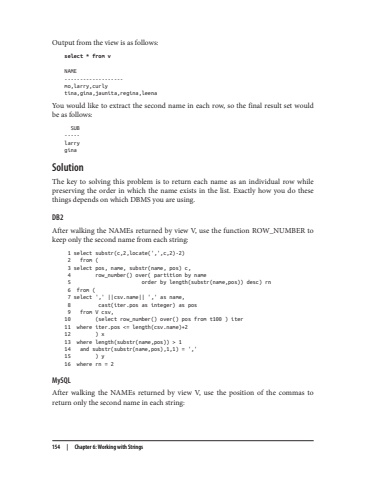 Output from the view is as follows:
select * from v
NAME
-------------------
mo,larry,curly
tina,gina,jaunita,regina,leena
You would like to extract the second name in each row, so the final result set would
be as follows:
SUB
-----
larry
gina
Solution
The key to solving this problem is to return each name as an individual row while
preserving the order in which the name exists in the list. Exactly how you do these
things depends on which DBMS you are using.
DB2
After walking the NAMEs returned by view V, use the function ROW_NUMBER to
keep only the second name from each string:
1 select substr(c,2,locate(',',c,2)-2)
2 from (
3 select pos, name, substr(name, pos) c,
4 row_number() over( partition by name
5 order by length(substr(name,pos)) desc) rn
6 from (
7 select ',' ||csv.name|| ',' as name,
8 cast(iter.pos as integer) as pos
9 from V csv,
10 (select row_number() over() pos from t100 ) iter
11 where iter.pos <= length(csv.name)+2
12 ) x
13 where length(substr(name,pos)) > 1
14 and substr(substr(name,pos),1,1) = ','
15 ) y
16 where rn = 2
MySQL
After walking the NAMEs returned by view V, use the position of the commas to
return only the second name in each string:
154 | Chapter 6: Working with Strings